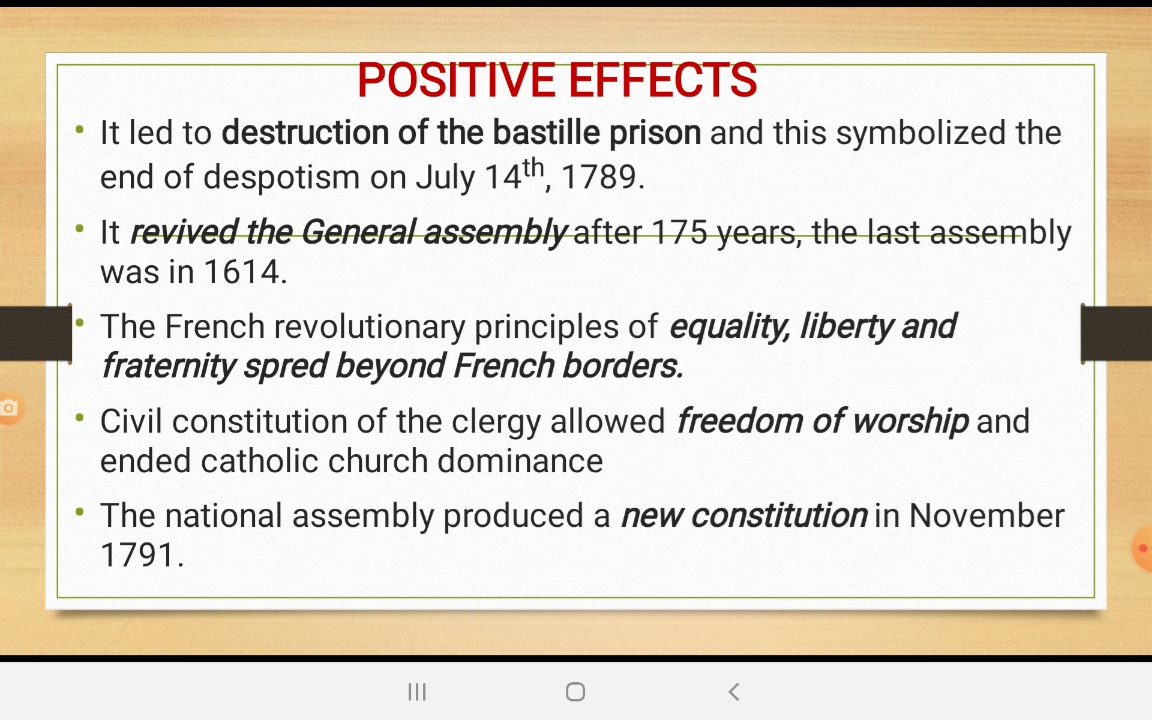 POSITIVE EFFECTS
• It led to destruction of the bastille prison and this symbolized the
end of despotism on July 14th, 1789.
• It revived the General assembly after 175 years, the last assembly
was in 1614.
• The French revolutionary principles of equality, liberty and
fraternity spred beyond French borders.
• Civil constitution of the clergy allowed freedom of worship and
ended catholic church dominance
• The national assembly produced a new constitution in November
1791.